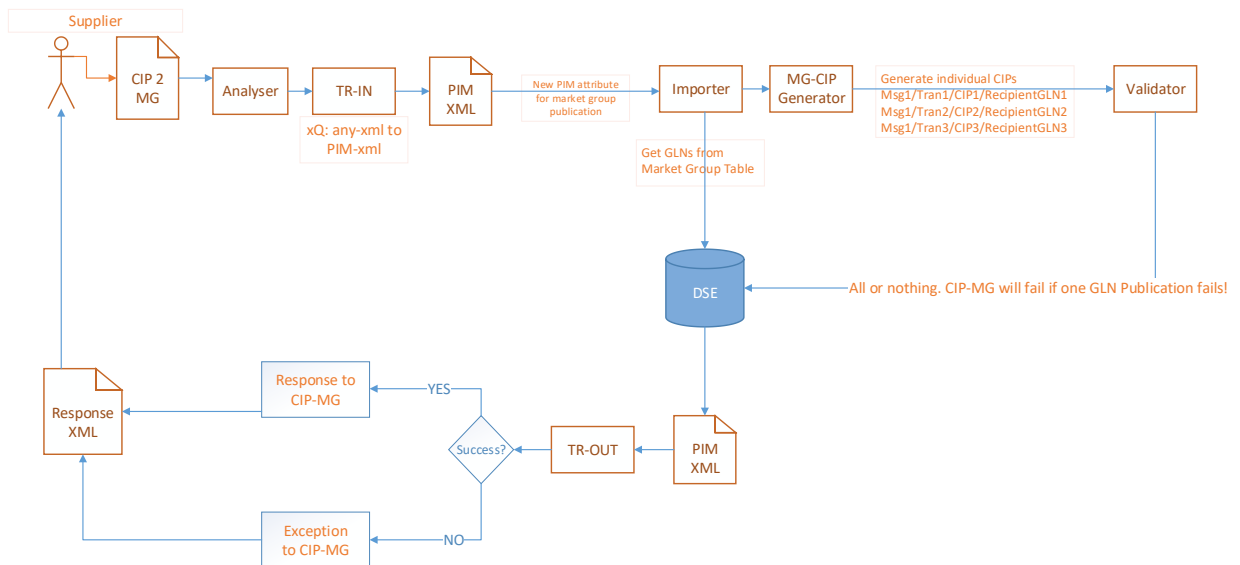 Supplier
CIP 2
MG
Analyser
TR-IN
xQ: any-xml to
PIM-xml
PIM
XML
New PIM attribute
for market group
publication
Importer
MG-CIP
Generator
Generate individual CIPs
Msg1/Tran1/CIP1/RecipientGLN1
Msg1/Tran2/CIP2/RecipientGLN2
Msg1/Tran3/CIP3/RecipientGLN3
Validator
Get GLNs from
Market Group Table
DSE
All or nothing. CIP-MG will fail if one GLN Publication fails!
Response to
CIP-MG
YES
Response
XML
Success?
TR-OUT
PIM
XML
Exception
to CIP-MG
NO